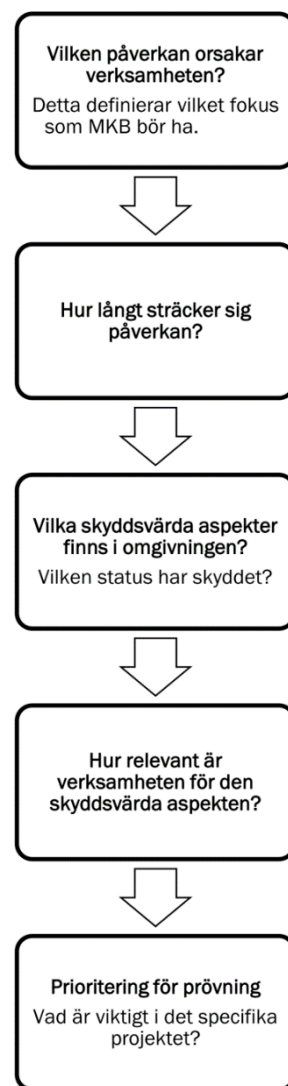 Vilken påverkan orsakar
verksamheten?
Detta definierar vilket fokus
som MKB bör ha.
Hur långt sträcker sig
påverkan?
Vilka skyddsvärda aspekter
finns i omgivningen?
Vilken status har skyddet?
Hur relevant är
verksamheten för den
skyddsvärda aspekten?
Prioritering för prövning
Vad är viktigt i det specifika
projektet?